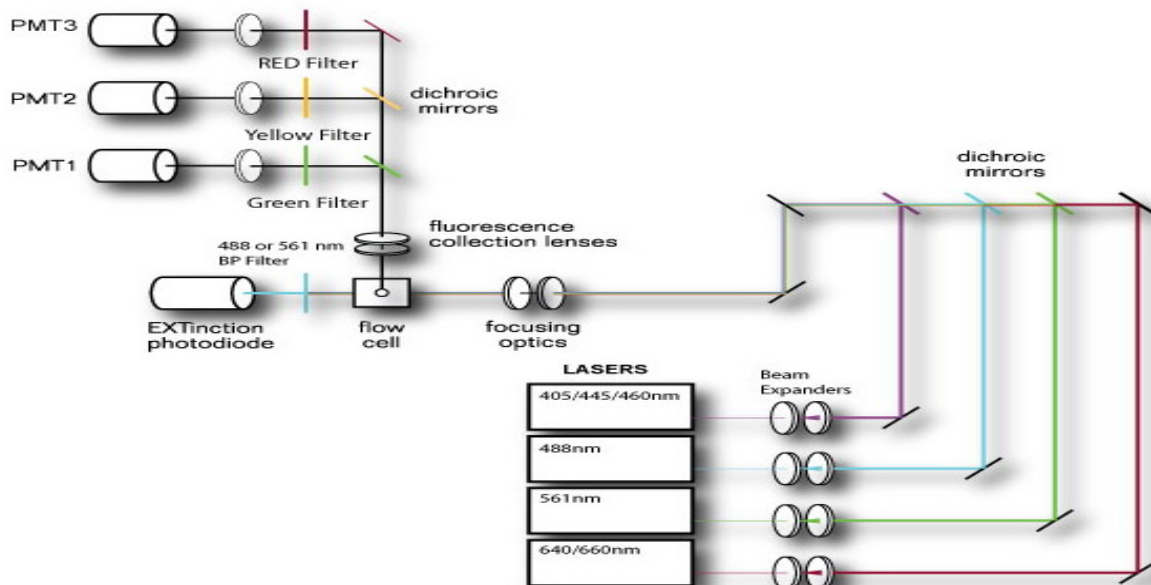 PMT3
RED Filter
PMT2
dichroic
mirrors
Yellow Filter
PMT1
Green Filter
dichroic
mirrors
fluorescence
collection lenses
488 or 561 nm
BP Filter
EXTinction
photodiode
flow
cell
focusing
optics
LASERS
Beam
Expanders
405/445/460nm
488nm
561nm
640/660nm